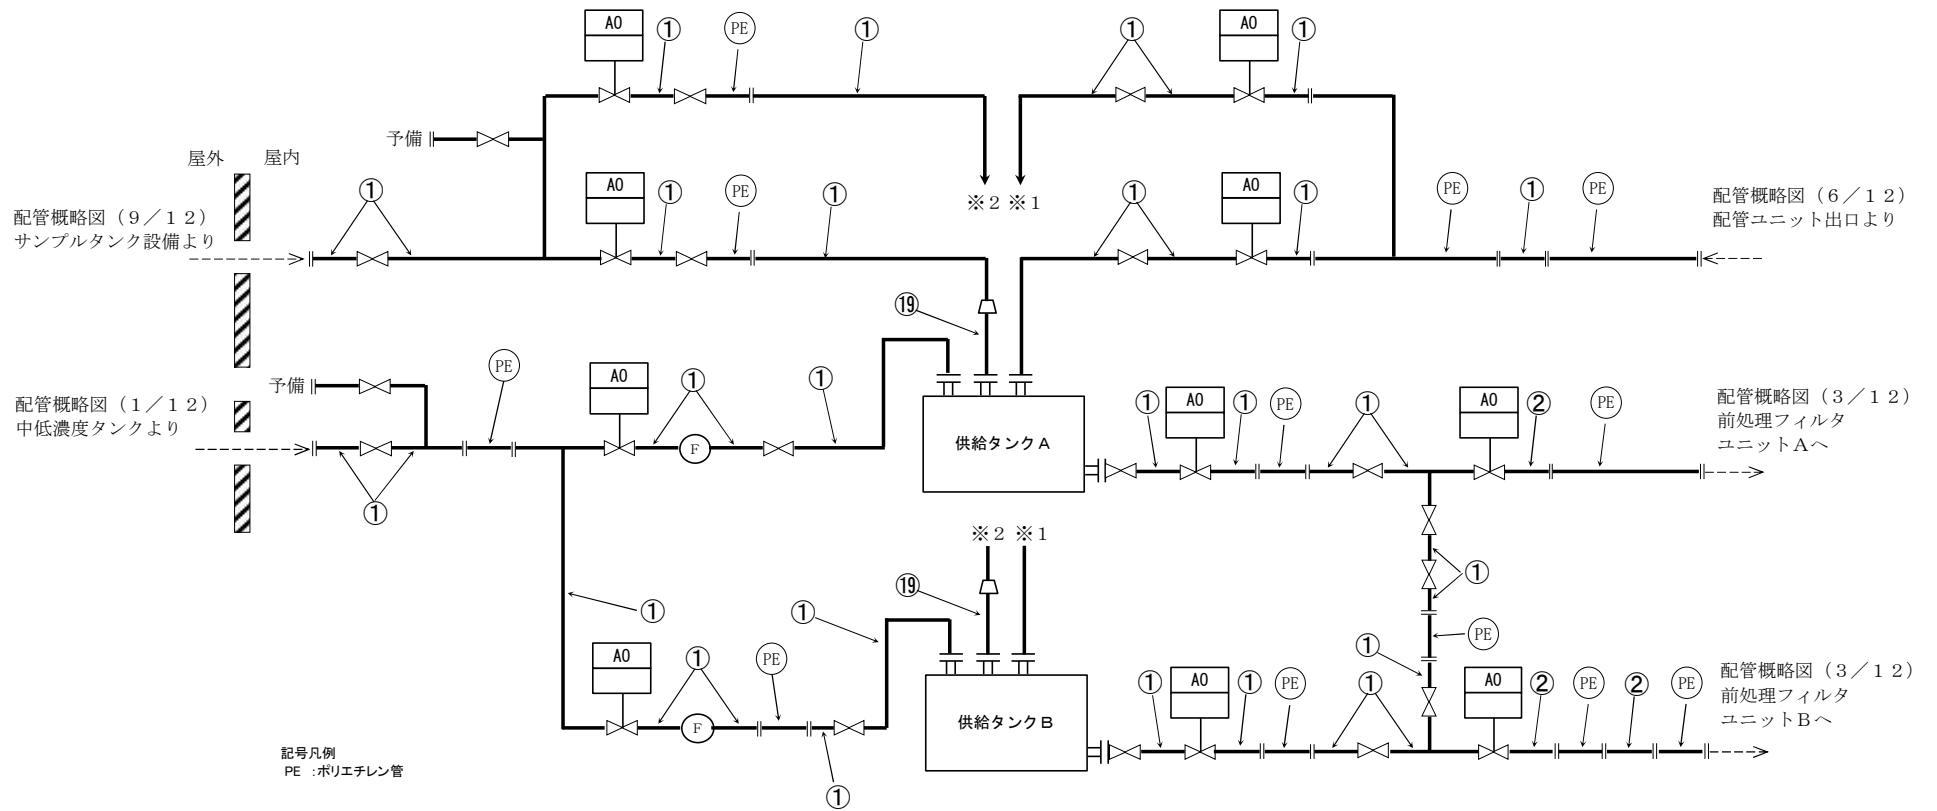 AO
①
PE
①
①
AO
①
予備
屋外
屋内
①
AO
①
PE
①
※2
※1
①
AO
①
PE
①
PE
配管概略図（9／12）
サンプルタンク設備より
配管概略図（6／12）
配管ユニット出口より
⑲
予備
PE
AO
①
①
配管概略図（1／12）
中低濃度タンクより
F
①
供給タンクA
①
AO
①
PE
①
AO
②
PE
配管概略図（3／12）
前処理フィルタ
ユニットAへ
※2
※1
①
⑲
①
①
PE
①
AO
①
PE
F
①
供給タンクB
①
AO
①
PE
①
AO
②
PE
②
PE
配管概略図（3／12）
前処理フィルタ
ユニットBへ
記号凡例
PE ：ポリエチレン管